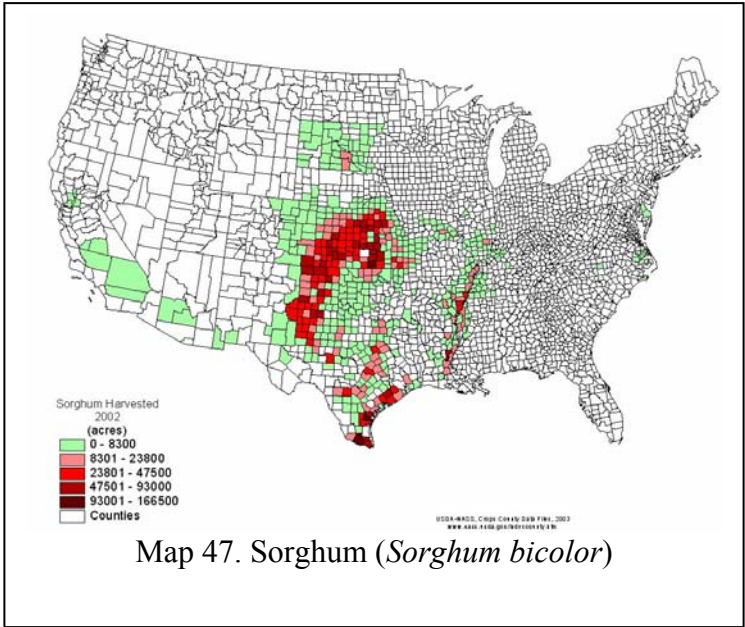 Sorghum Harvested
2002
(acres)
0 - 8300
8301 - 23800
23801 - 47500
47501 - 93000
93001 - 166500
Counties
USDA-NASS, Crops County Data Files, 2003
Map 47. Sorghum (Sorghum bicolor)